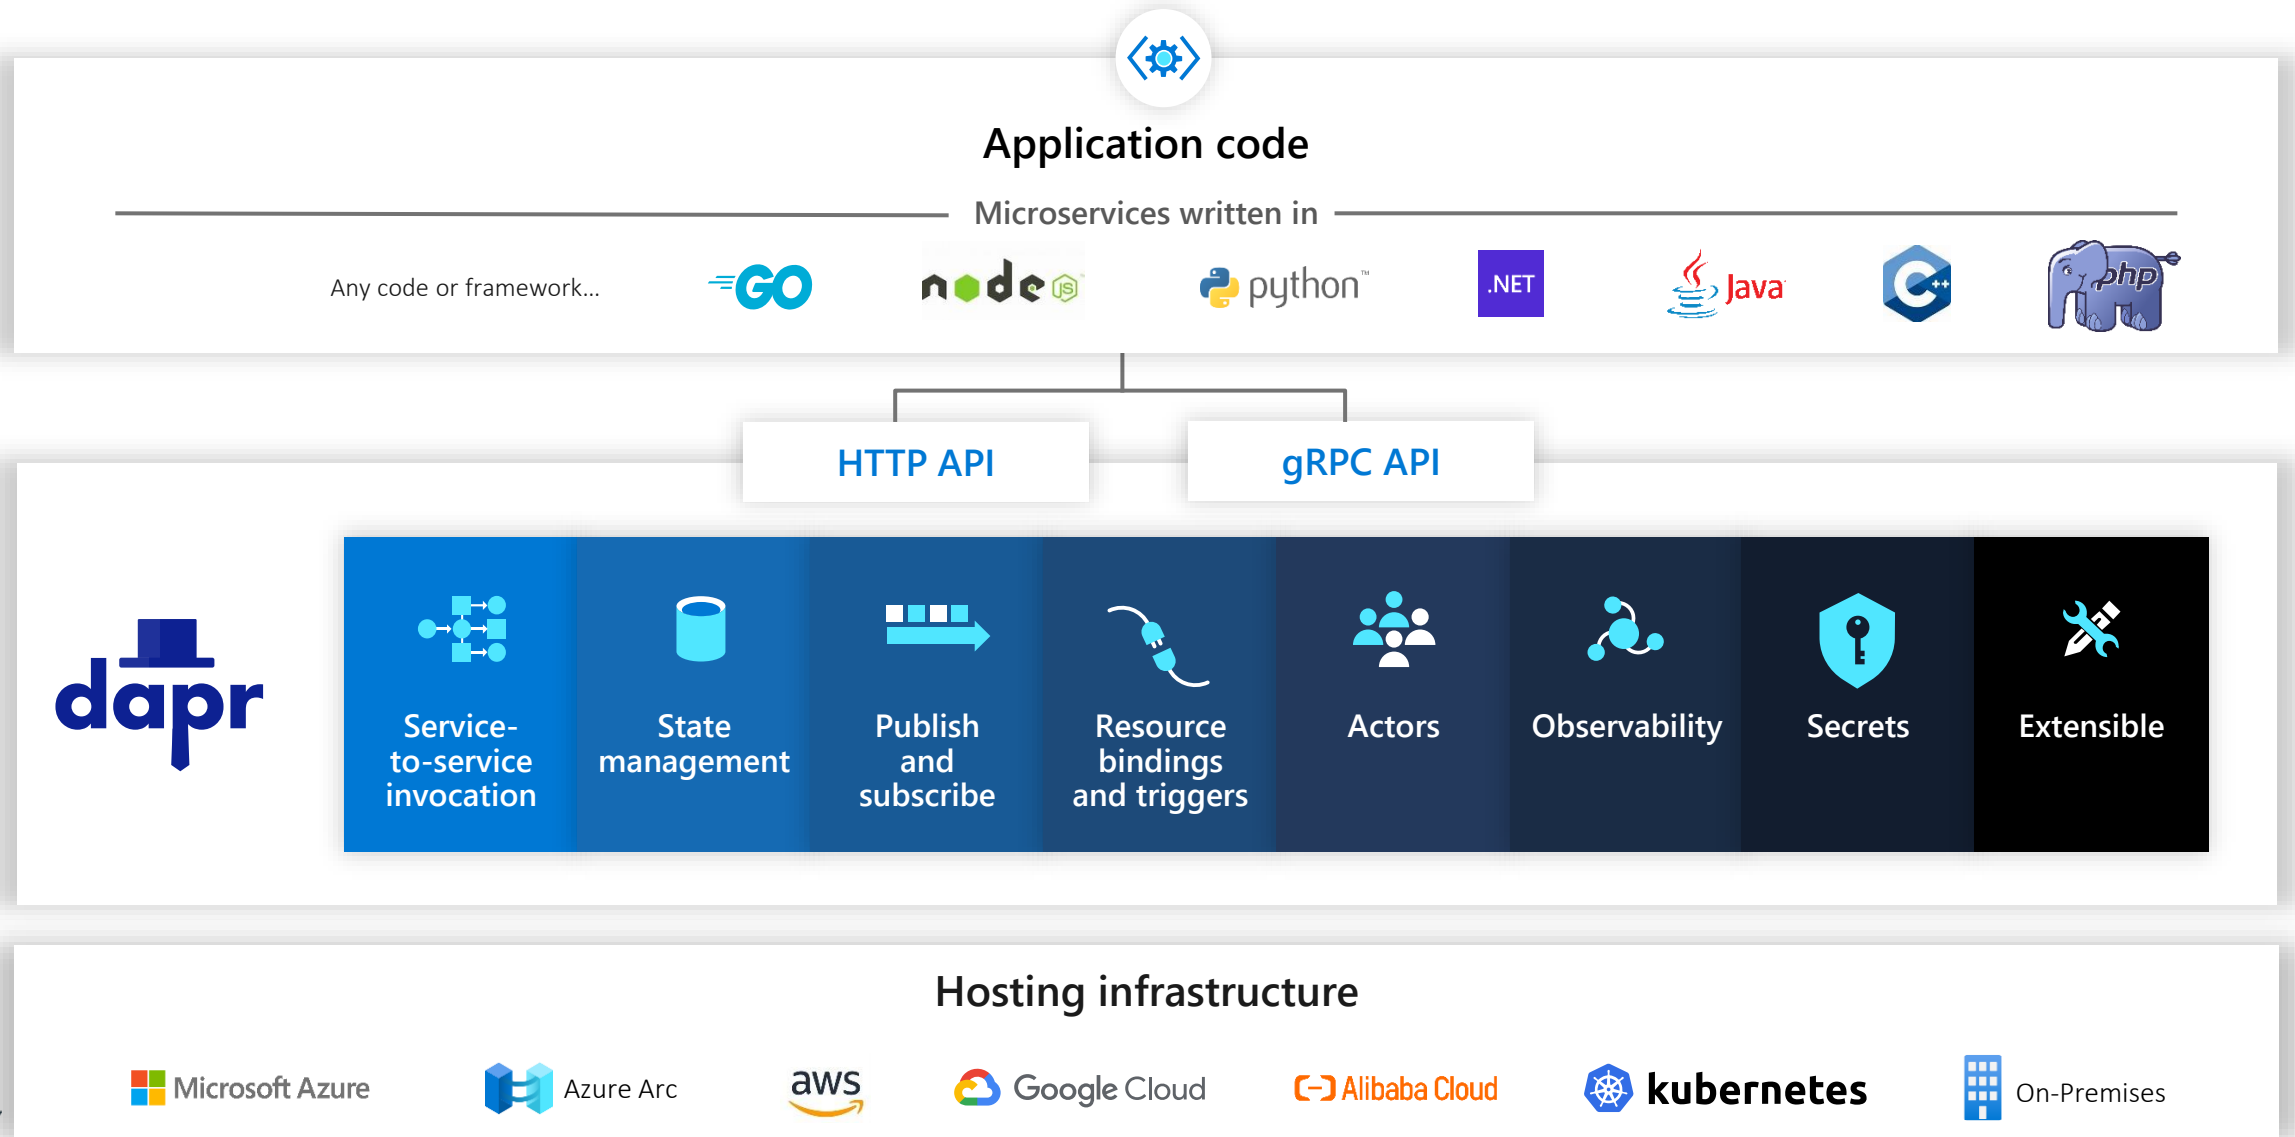 Application code
Microservices written in
Any code or framework...
GO
node JS
python™
.NET
Java
C++
php
HTTP API
gRPC API
dapr
Service-
to-service
invocation
State
management
Publish
and
subscribe
Resource
bindings
and triggers
Actors
Observability
Secrets
Extensible
Hosting infrastructure
Microsoft Azure
Azure Arc
aws
Google Cloud
Alibaba Cloud
kubernetes
On-Premises